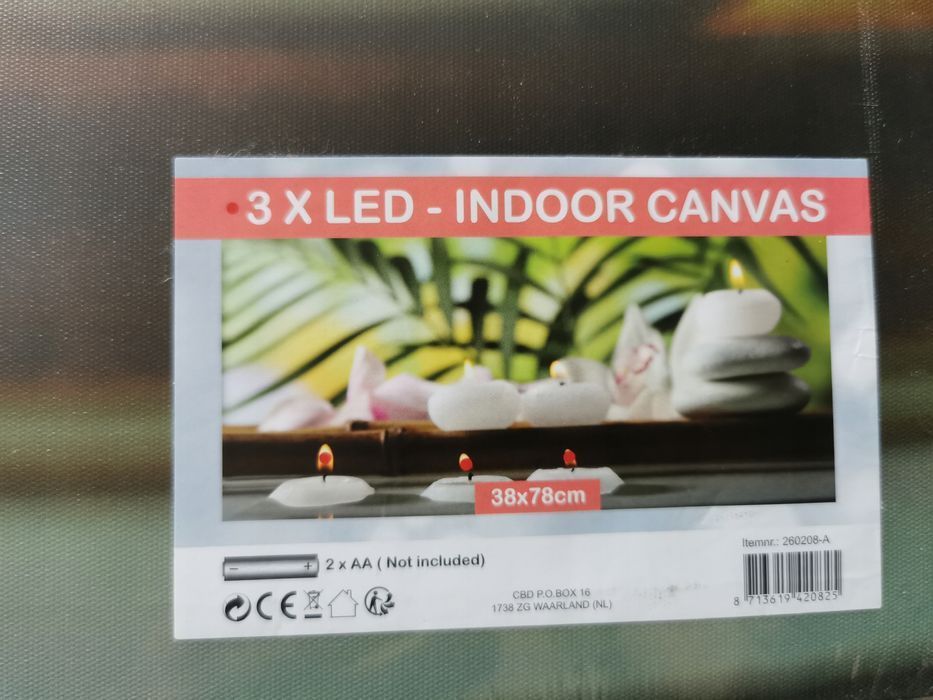 3 X LED - INDOOR CANVAS
38x78cm
Itemnr.: 260208-A
2 x AA ( Not included)
CE
CBD P.O.BOX 16
1738 ZG WAARLAND (NL)
8 713619 420825